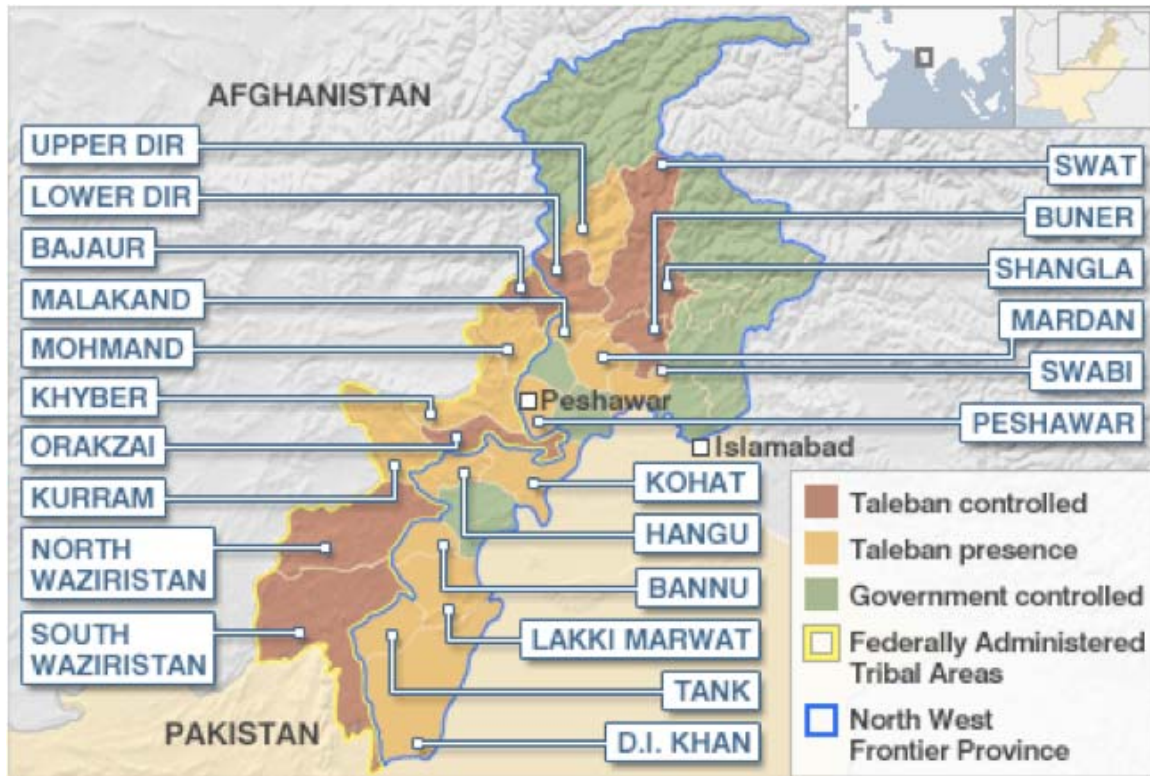 AFGHANISTAN
UPPER DIR
LOWER DIR
BAJAUR
MALAKAND
MOHMAND
KHYBER
ORAKZAI
KURRAM
NORTH
WAZIRISTAN
SOUTH
WAZIRISTAN
PAKISTAN
SWAT
BUNER
SHANGLA
MARDAN
SWABI
PESHAWAR
Peshawar
Islamabad
KOHAT
HANGU
BANNU
LAKKI MARWAT
TANK
D.I. KHAN
Taleban controlled
Taleban presence
Government controlled
Federally Administered
Tribal Areas
North West
Frontier Province